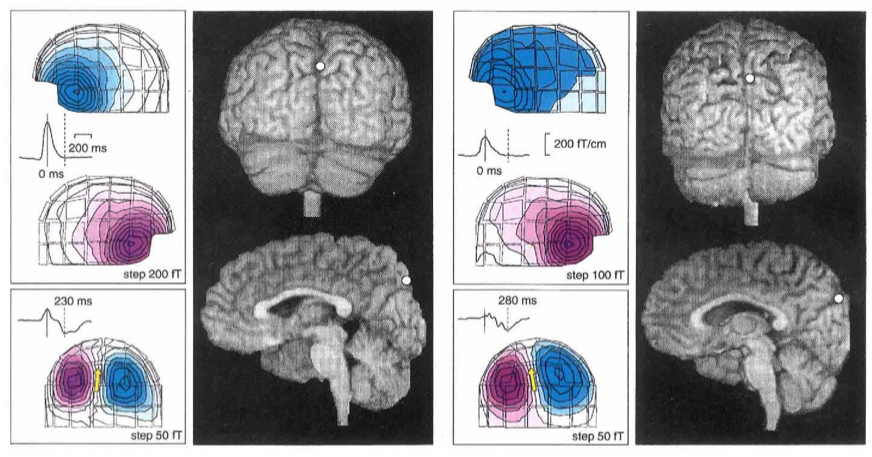 200 ms
0 ms
step 200 fT
230 ms
step 50 fT
200 fT/cm
0 ms
step 100 fT
280 ms
step 50 fT